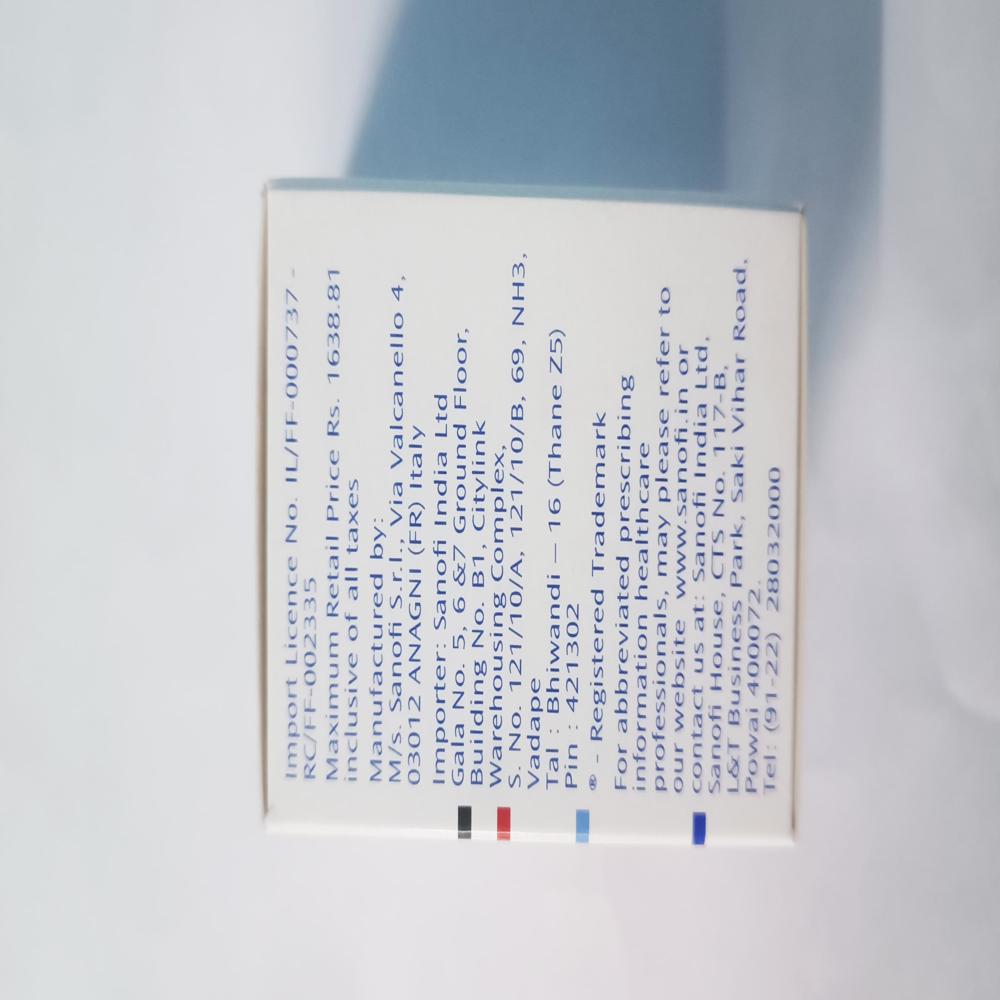 Import Licence No. IL/FF-000737 -
RC/FF-002335
Maximum Retail Price Rs. 1638.81
inclusive of all taxes
Manufactured by:
M/s. Sanofi S.r.l., Via Valcanello 4,
03012 ANAGNI (FR) Italy
Importer: Sanofi India Ltd
Gala No. 5, 6 &7 Ground Floor,
Building No. B1, Citylink
Warehousing Complex,
S. No. 121/10/A, 121/10/B, 69, NH3,
Vadape
Tal : Bhiwandi – 16 (Thane Z5)
Pin : 421302
® - Registered Trademark
For abbreviated prescribing
information healthcare
professionals, may please refer to
our website www.sanofi.in or
contact us at: Sanofi India Ltd,
Sanofi House, CTS No. 117-B,
L&T Business Park, Saki Vihar Road,
Powai 400072.
Tel: (91-22) 28032000